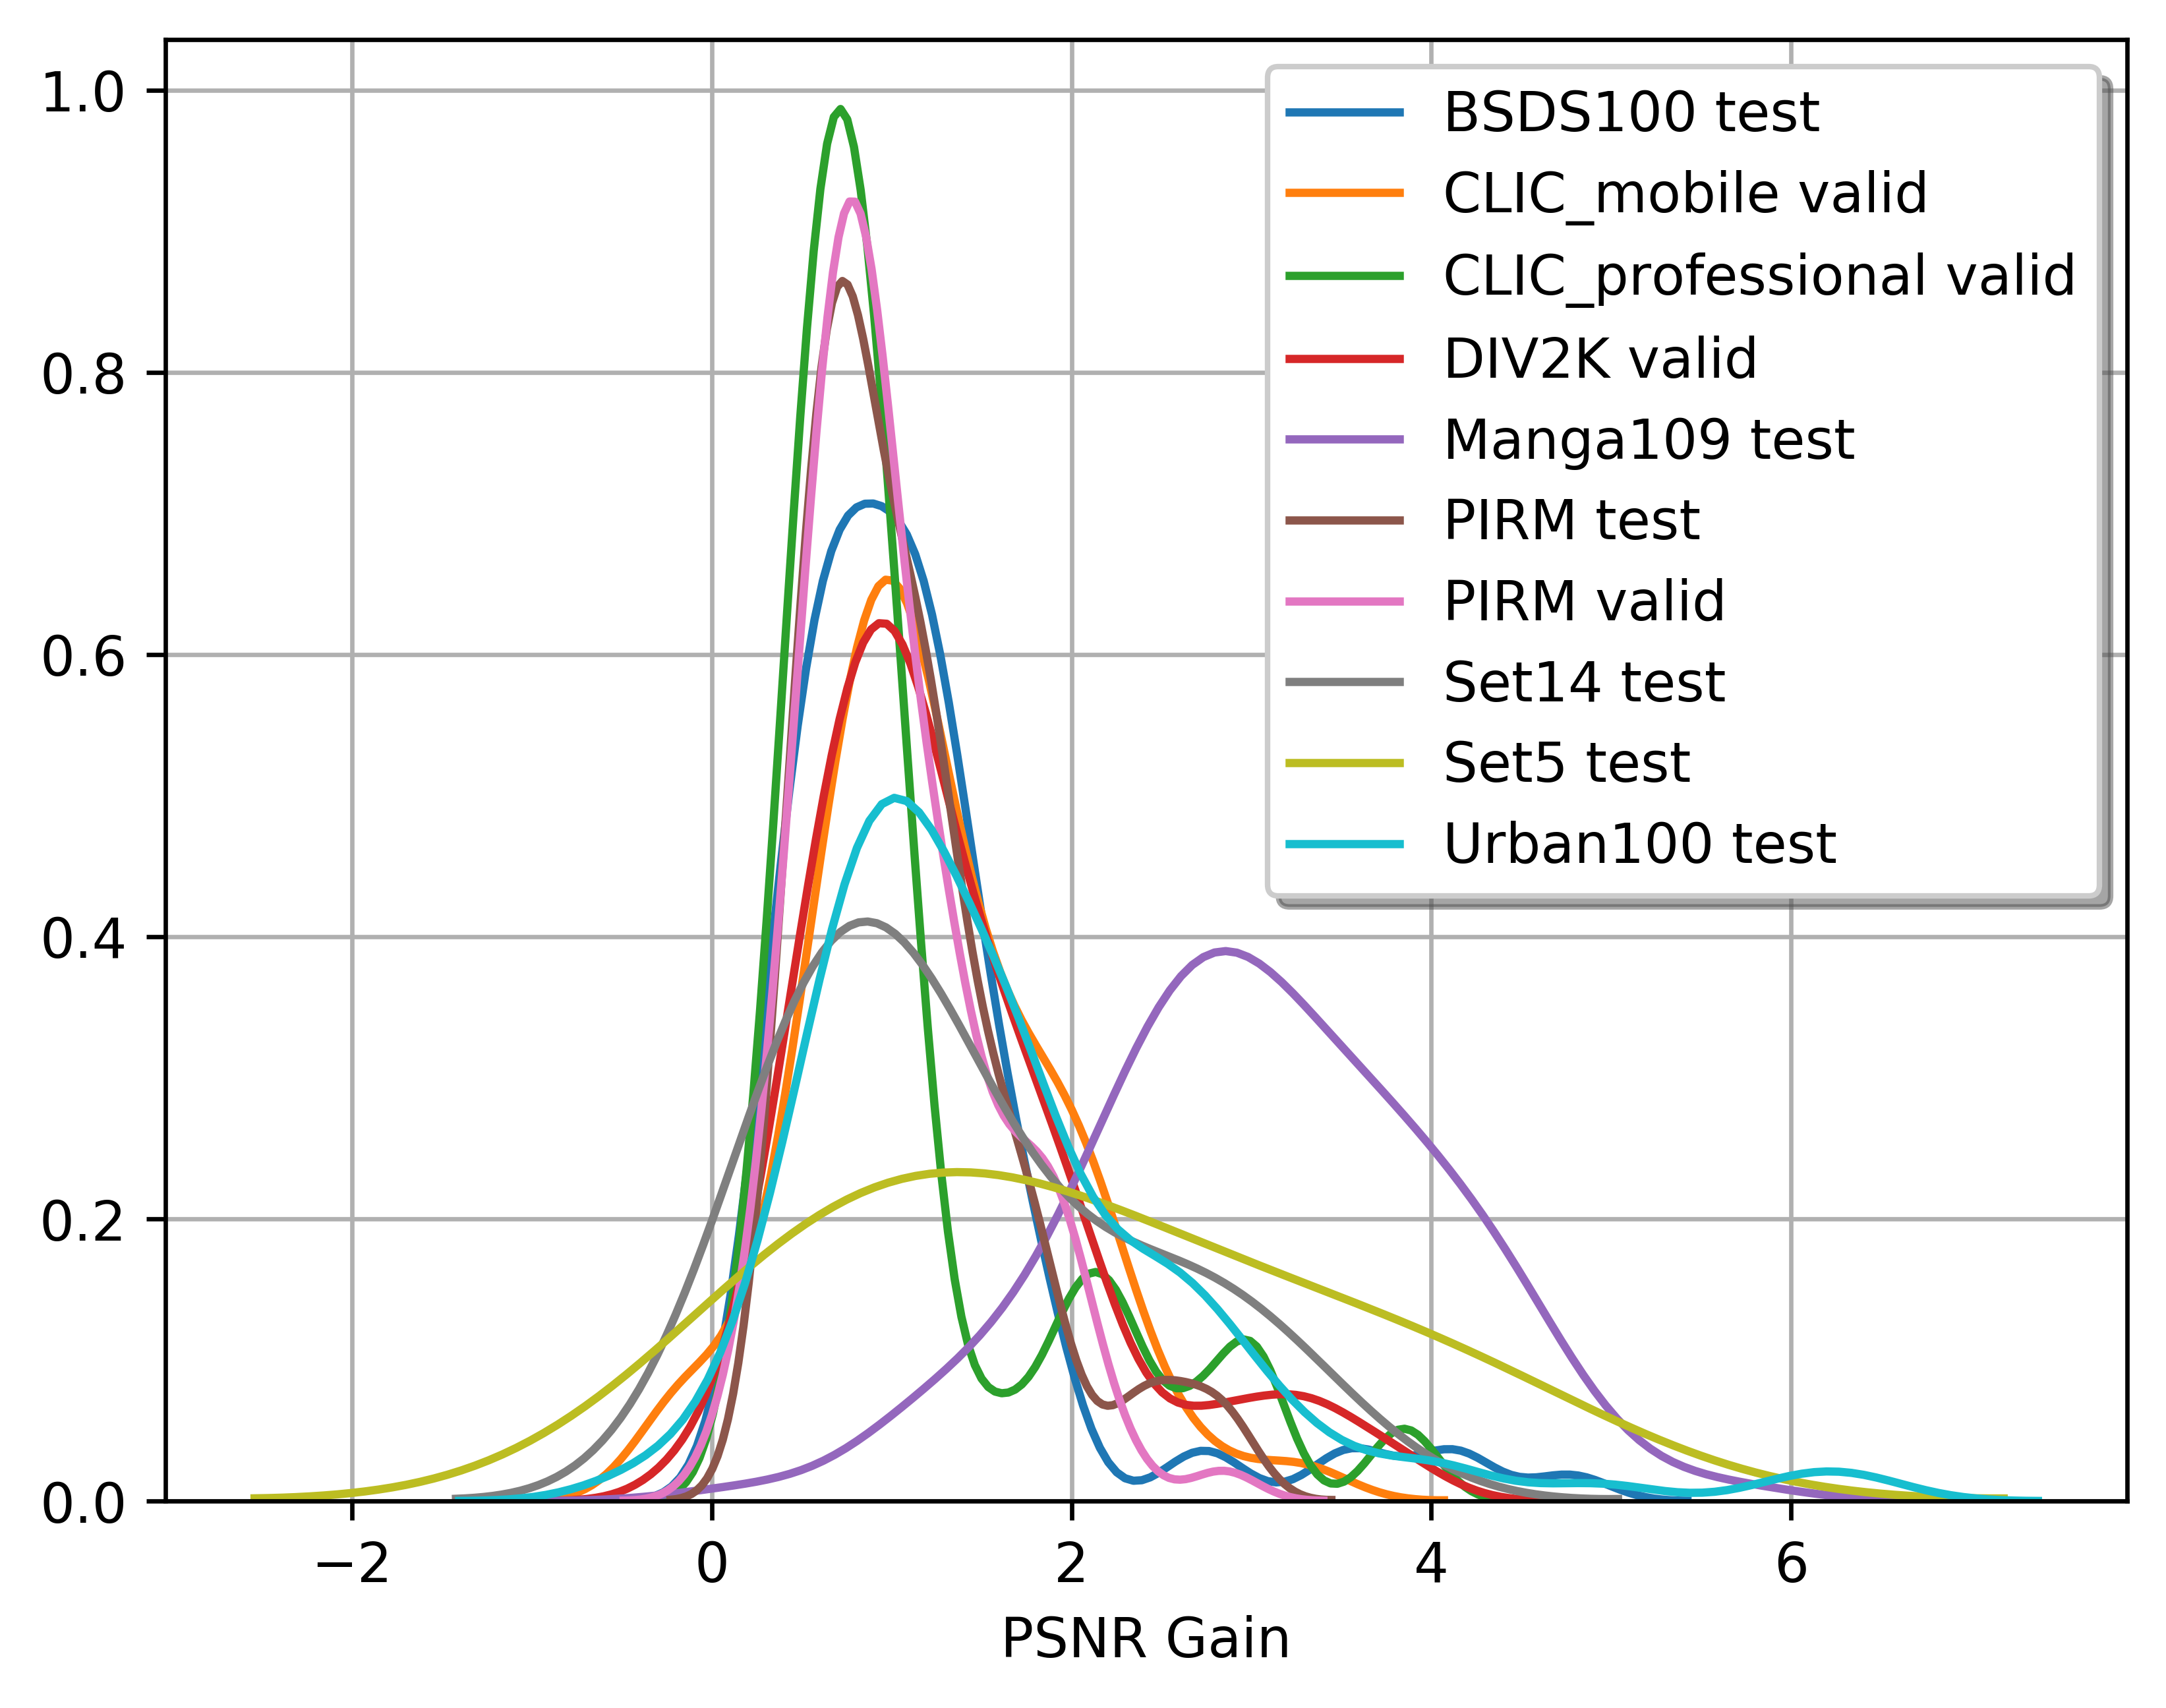 1.0
0.8
0.6
0.4
0.2
0.0
−2 0 2 4 6
PSNR Gain
BSDS100 test
CLIC_mobile valid
CLIC_professional valid
DIV2K valid
Manga109 test
PIRM test
PIRM valid
Set14 test
Set5 test
Urban100 test